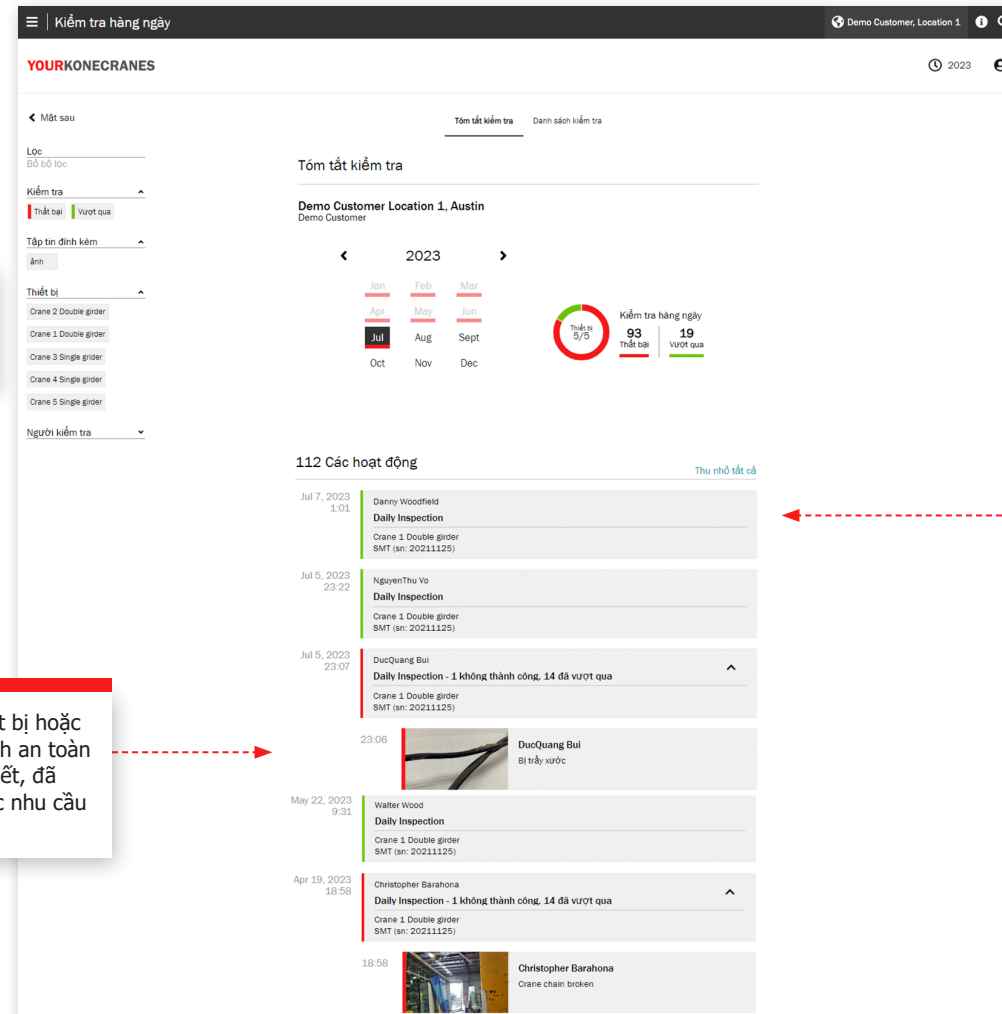 Kiểm tra hàng ngày
Demo Customer, Location 1
YOURKONECRANES
2023
Mặt sau
Tóm tắt kiểm tra
Danh sách kiểm tra
Lọc
Bỏ bộ lọc
Kiểm tra
Thất bại
Vượt qua
Tập tin đính kèm
ảnh
Thiết bị
Crane 2 Double girder
Crane 1 Double girder
Crane 3 Single girder
Crane 4 Single girder
Crane 5 Single girder
Người kiểm tra
Tóm tắt kiểm tra
Demo Customer Location 1, Austin
Demo Customer
2023
Jan Feb Mar
Apr May Jun
Jul Aug Sept
Oct Nov Dec
Thiết bị
5/5
Kiểm tra hàng ngày
93 19
Thất bại Vượt qua
112 Các hoạt động
Thu nhỏ tất cả
Jul 7, 2023
1:01
Danny Woodfield
Daily Inspection
Crane 1 Double girder
SMT (sn: 20211125)
Jul 5, 2023
23:22
NguyenThu Vo
Daily Inspection
Crane 1 Double girder
SMT (sn: 20211125)
Jul 5, 2023
23:07
DucQuang Bui
Daily Inspection - 1 không thành công, 14 đã vượt qua
Crane 1 Double girder
SMT (sn: 20211125)
23:06
DucQuang Bui
Bị trầy xước
t bị hoặc
h an toàn
ết, đã
c nhu cầu
May 22, 2023
9:31
Walter Wood
Daily Inspection
Crane 1 Double girder
SMT (sn: 20211125)
Apr 19, 2023
18:58
Christopher Barahona
Daily Inspection - 1 không thành công, 14 đã vượt qua
Crane 1 Double girder
SMT (sn: 20211125)
18:58
Christopher Barahona
Crane chain broken